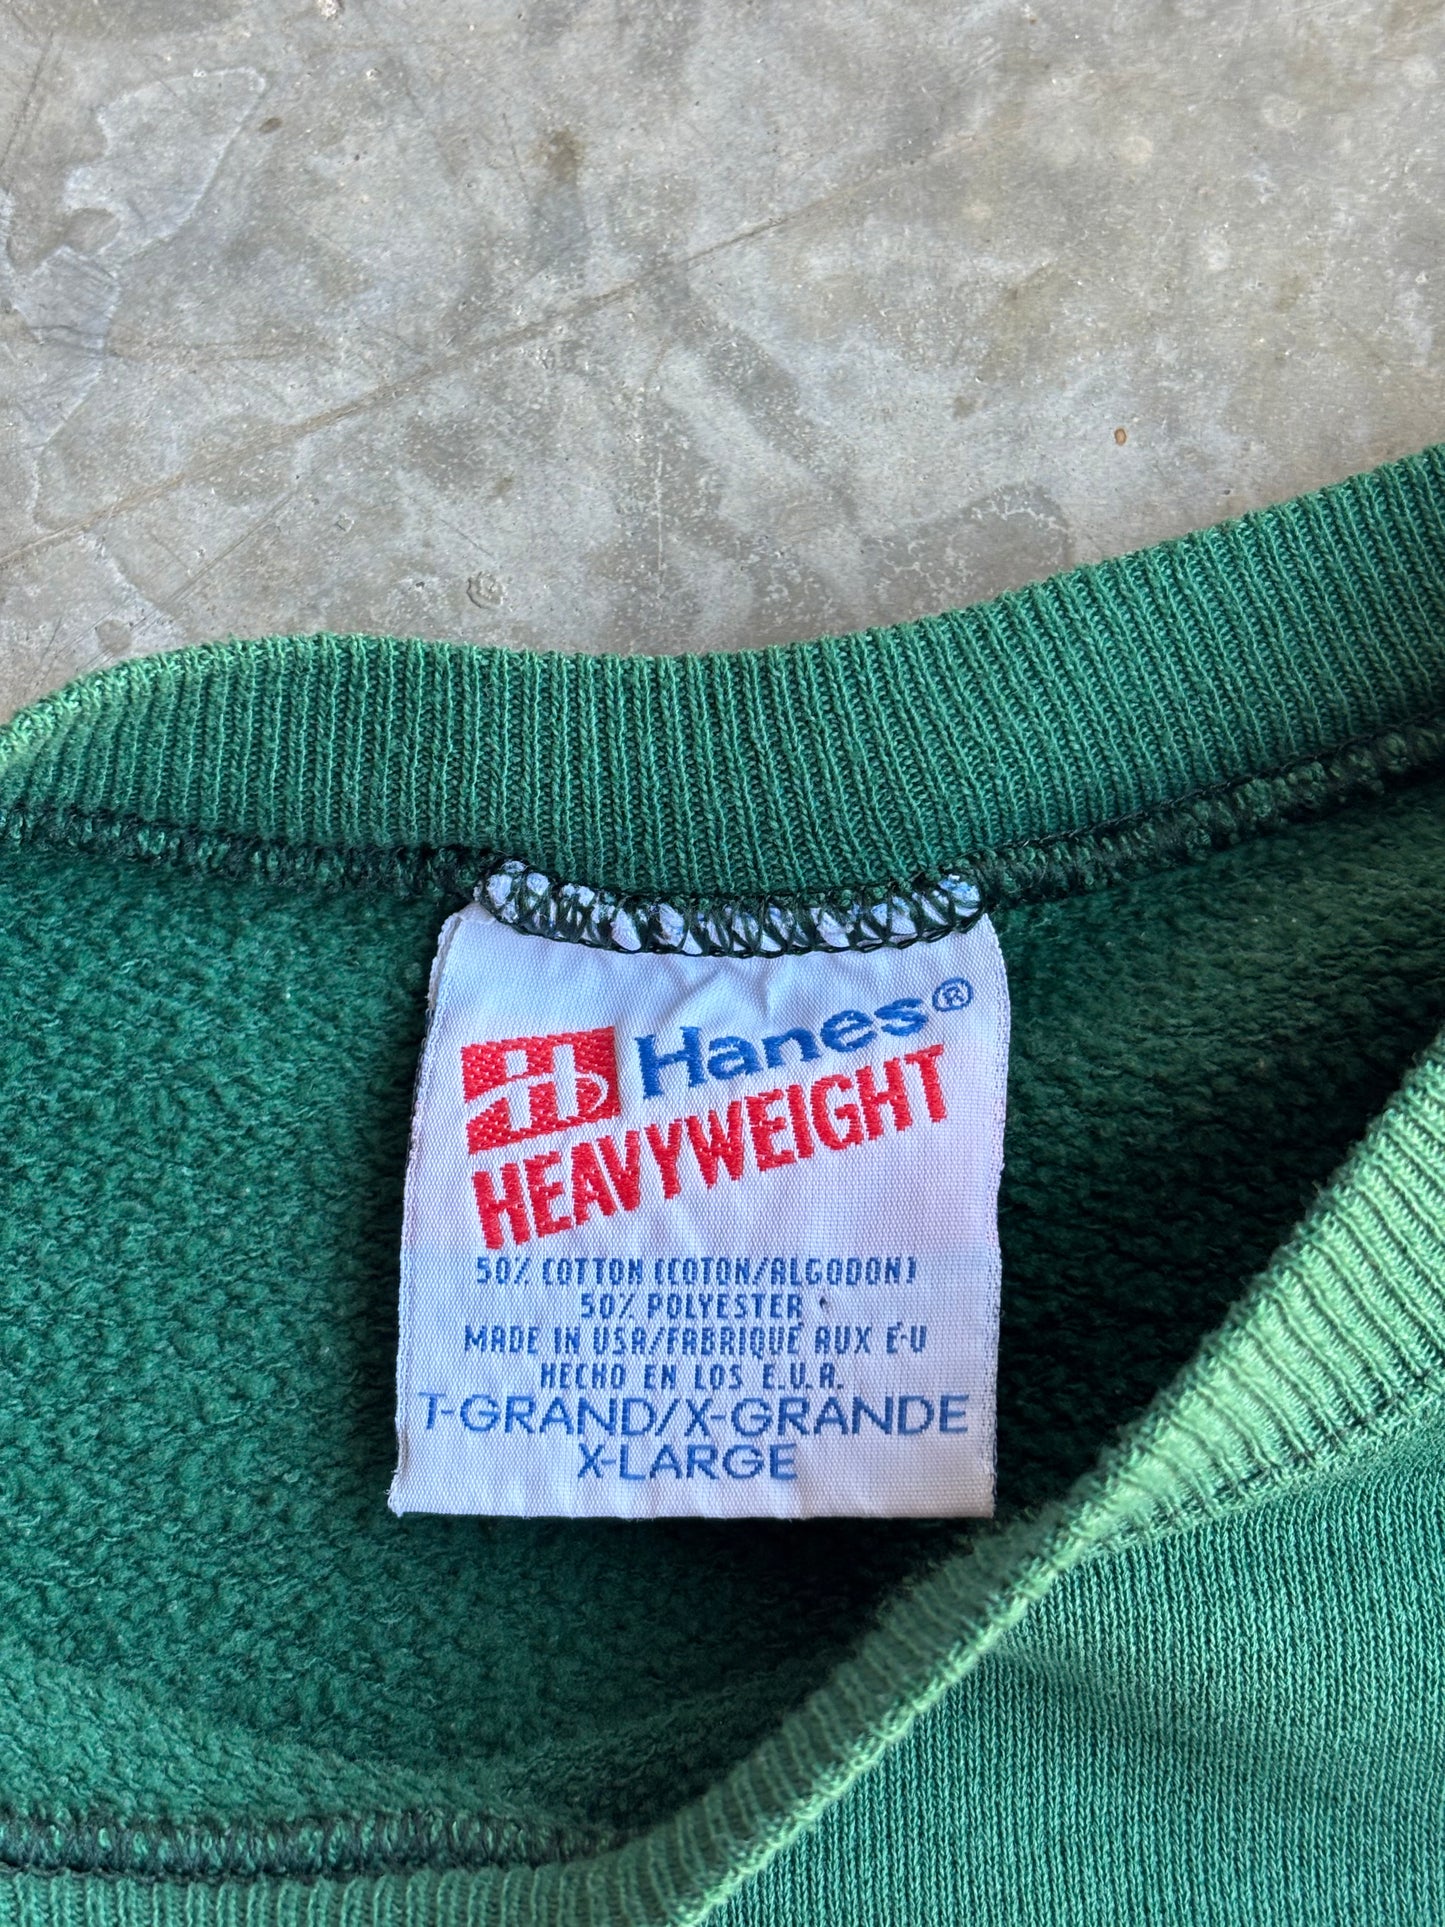 H Hanes®
HEAVYWEIGHT
50% COTTON (COTON/ALGODON)
50% POLYESTER
MADE IN USA/FABRIQUÉ AUX É-U
HECHO EN LOS E.U.A.
T-GRAND/X-GRANDE
X-LARGE